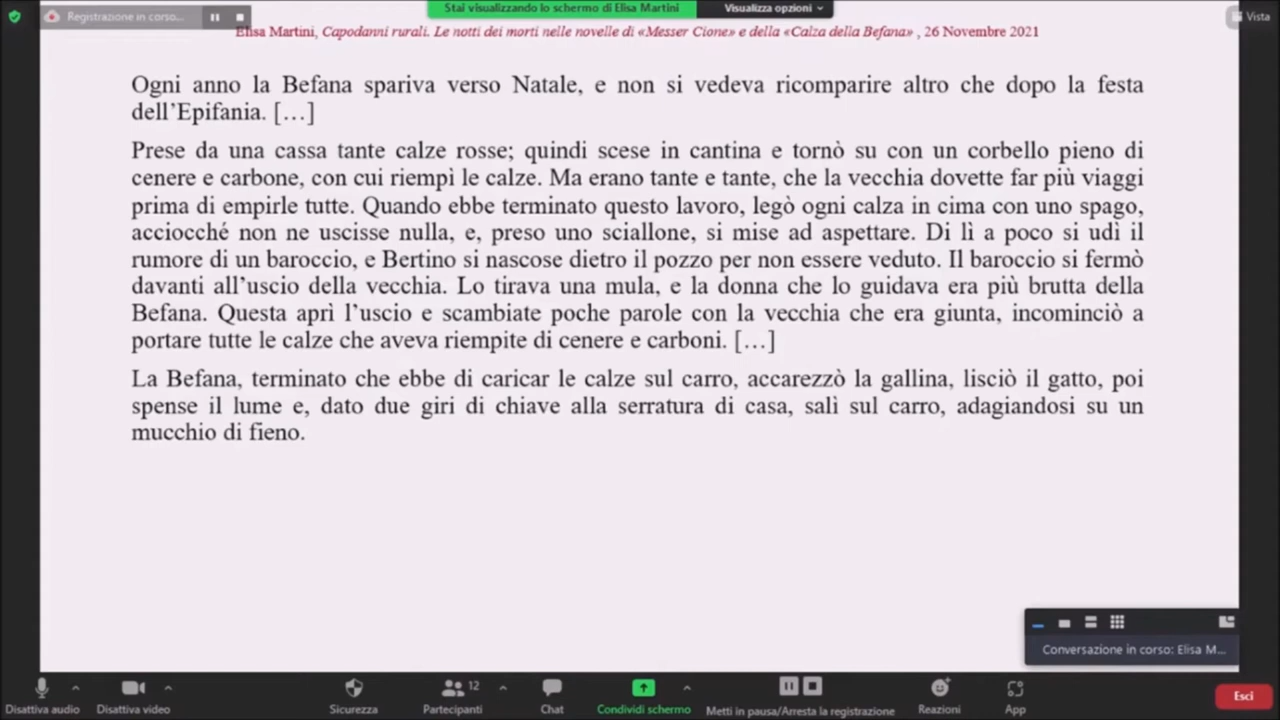 Registrazione in corso...
Stai visualizzando lo schermo di Elisa Martini
Visualizza opzioni
Vista
Elisa Martini, Capodanni rurali. Le notti dei morti nelle novelle di «Messer Cione» e della «Calza della Befana» , 26 Novembre 2021
Ogni anno la Befana spariva verso Natale, e non si vedeva ricomparire altro che dopo la festa
dell’Epifania. […]
Prese da una cassa tante calze rosse; quindi scese in cantina e tornò su con un corbello pieno di
cenere e carbone, con cui riempì le calze. Ma erano tante e tante, che la vecchia dovette far più viaggi
prima di empirle tutte. Quando ebbe terminato questo lavoro, legò ogni calza in cima con uno spago,
acciocché non ne uscisse nulla, e, preso uno sciallone, si mise ad aspettare. Di lì a poco si udì il
rumore di un baroccio, e Bertino si nascose dietro il pozzo per non essere veduto. Il baroccio si fermò
davanti all’uscio della vecchia. Lo tirava una mula, e la donna che lo guidava era più brutta della
Befana. Questa aprì l’uscio e scambiate poche parole con la vecchia che era giunta, incominciò a
portare tutte le calze che aveva riempite di cenere e carboni. […]
La Befana, terminato che ebbe di caricar le calze sul carro, accarezzò la gallina, lisciò il gatto, poi
spense il lume e, dato due giri di chiave alla serratura di casa, salì sul carro, adagiandosi su un
mucchio di fieno.
Conversazione in corso: Elisa M...
Disattiva audio
Disattiva video
Sicurezza
12
Partecipanti
Chat
Condividi schermo
Metti in pausa/Arresta la registrazione
Reazioni
App
Esci